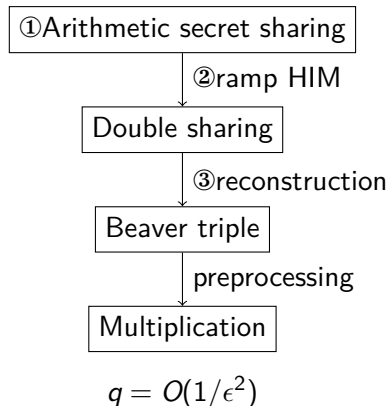 ①Arithmetic secret sharing
②ramp HIM
Double sharing
③reconstruction
Beaver triple
preprocessing
Multiplication
q = O(1/ϵ²)